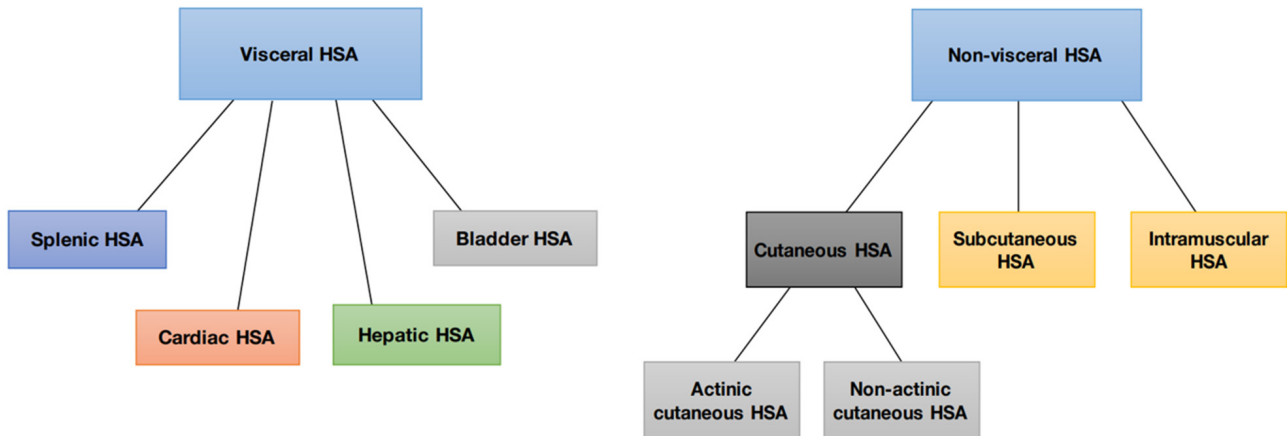 Visceral HSA
Splenic HSA
Bladder HSA
Cardiac HSA
Hepatic HSA
Non-visceral HSA
Cutaneous HSA
Subcutaneous
HSA
Intramuscular
HSA
Actinic
cutaneous HSA
Non-actinic
cutaneous HSA